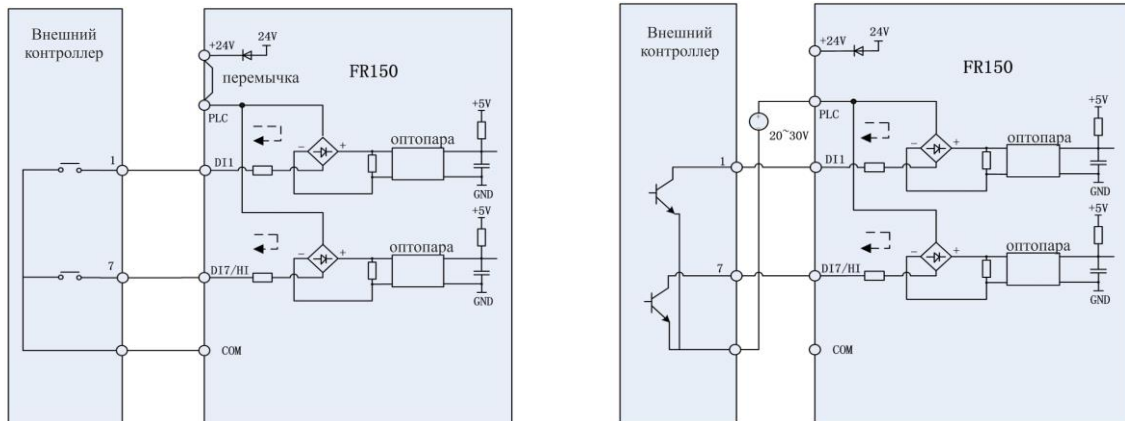 Внешний
контроллер
+24V
24V
перемычка
FR150
PLC
+5V
оптопара
1
DI1
GND
+5V
оптопара
7
DI7/HI
GND
COM
Внешний
контроллер
+24V
24V
FR150
PLC
20~30V
+5V
оптопара
1
DI1
GND
+5V
оптопара
7
DI7/HI
GND
COM